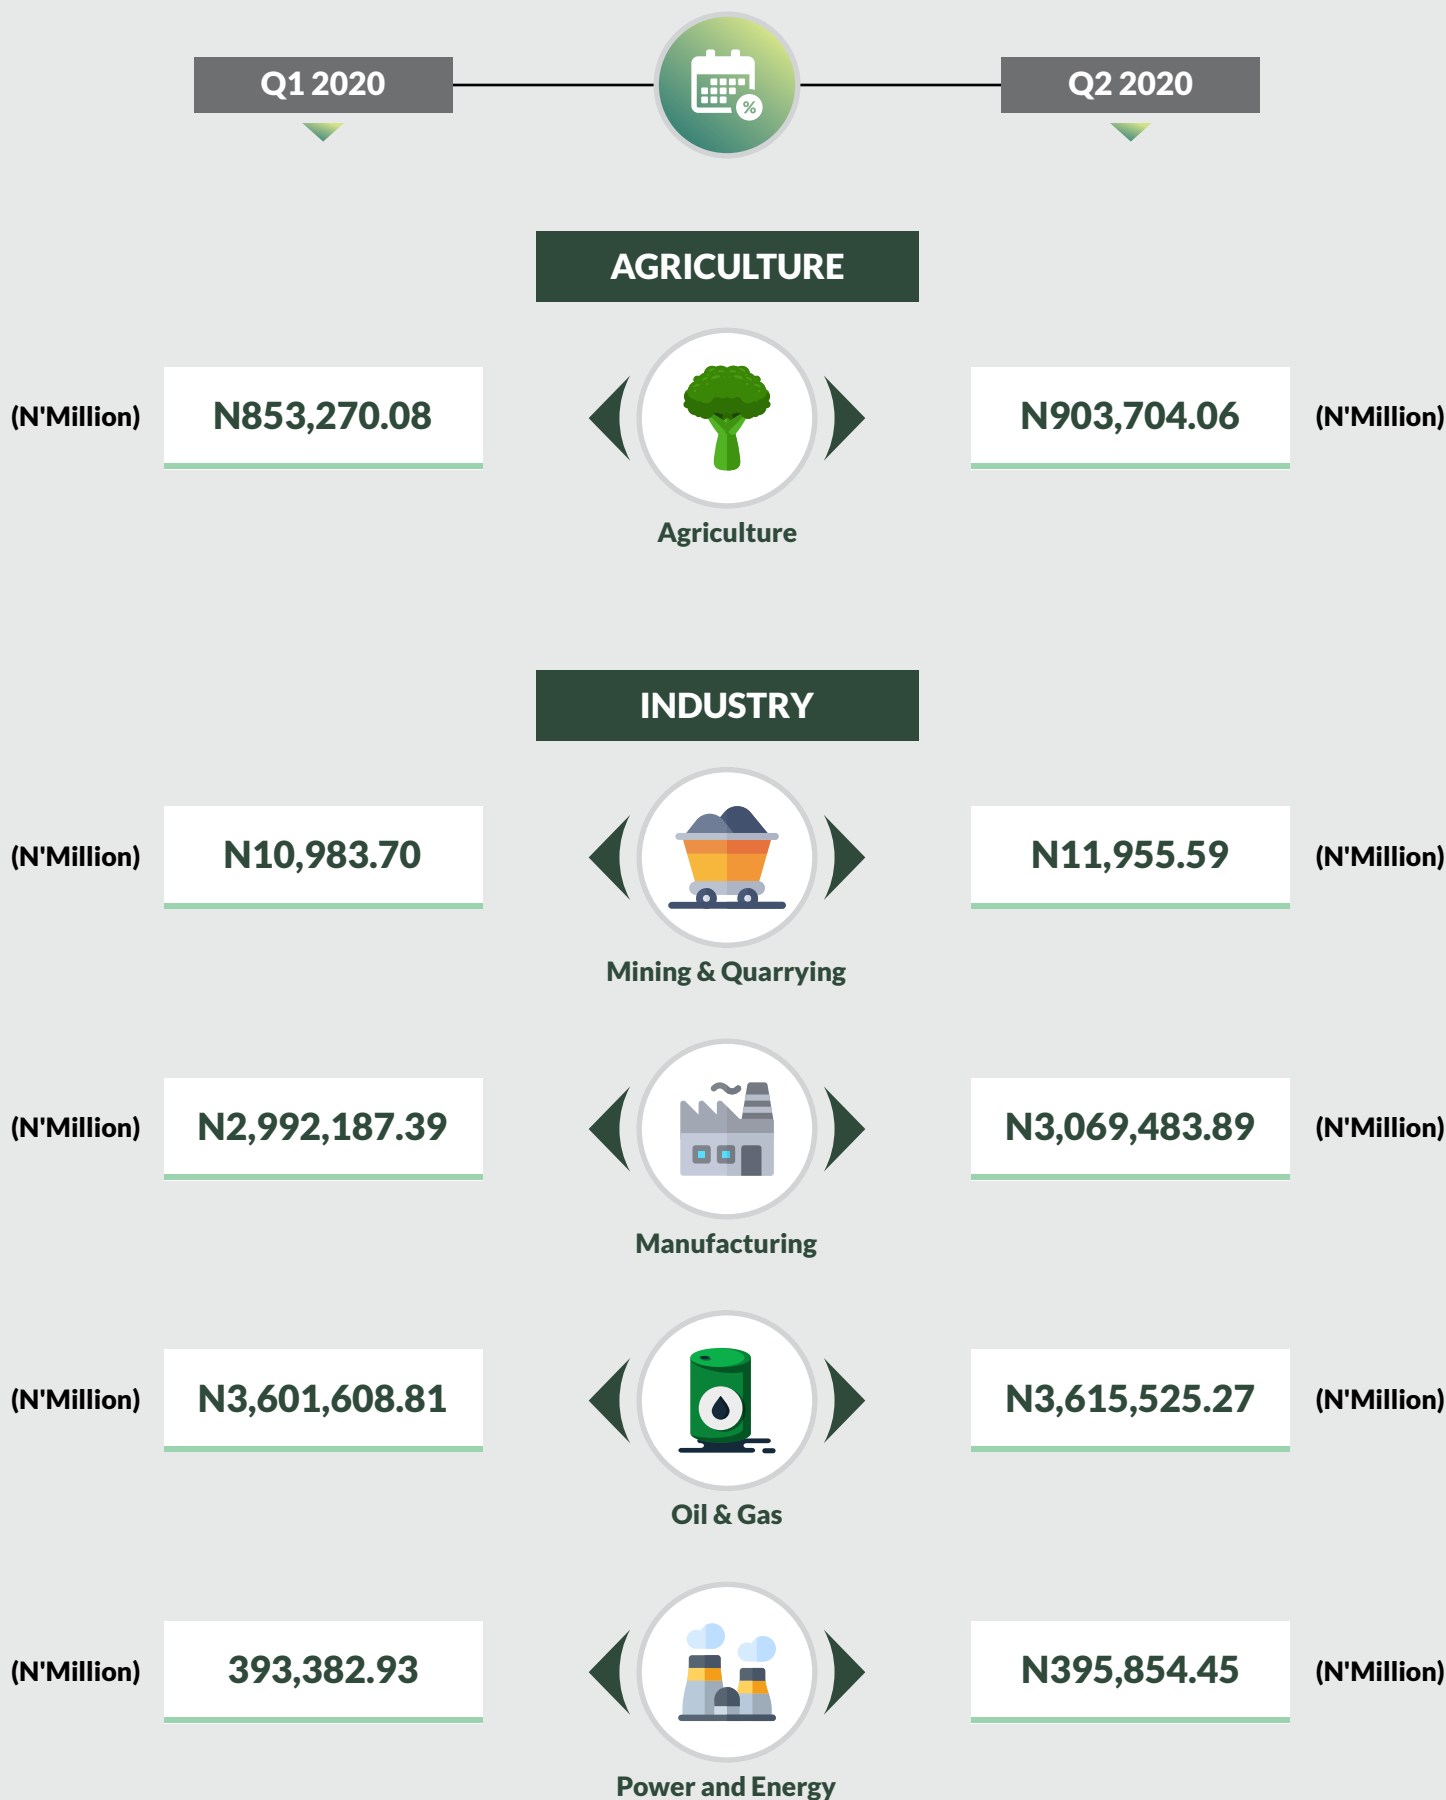 Q1 2020
%
Q2 2020
AGRICULTURE
(N'Million) N853,270.08 N903,704.06 (N'Million)
Agriculture
INDUSTRY
(N'Million) N10,983.70 N11,955.59 (N'Million)
Mining & Quarrying
(N'Million) N2,992,187.39 N3,069,483.89 (N'Million)
Manufacturing
(N'Million) N3,601,608.81 N3,615,525.27 (N'Million)
Oil & Gas
(N'Million) 393,382.93 N395,854.45 (N'Million)
Power and Energy